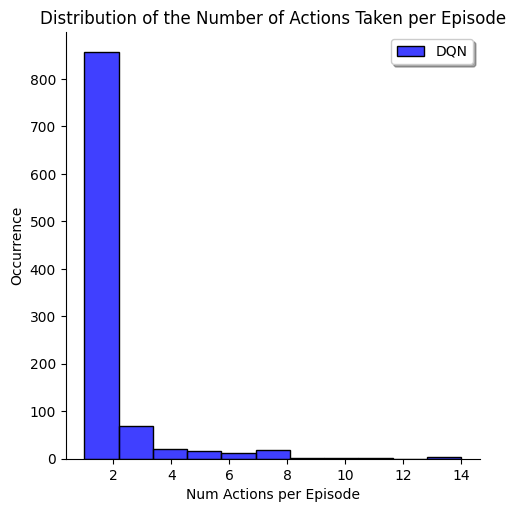 Distribution of the Number of Actions Taken per Episode
DQN
800
700
600
500
400
300
200
100
0
Occurrence
2 4 6 8 10 12 14
Num Actions per Episode